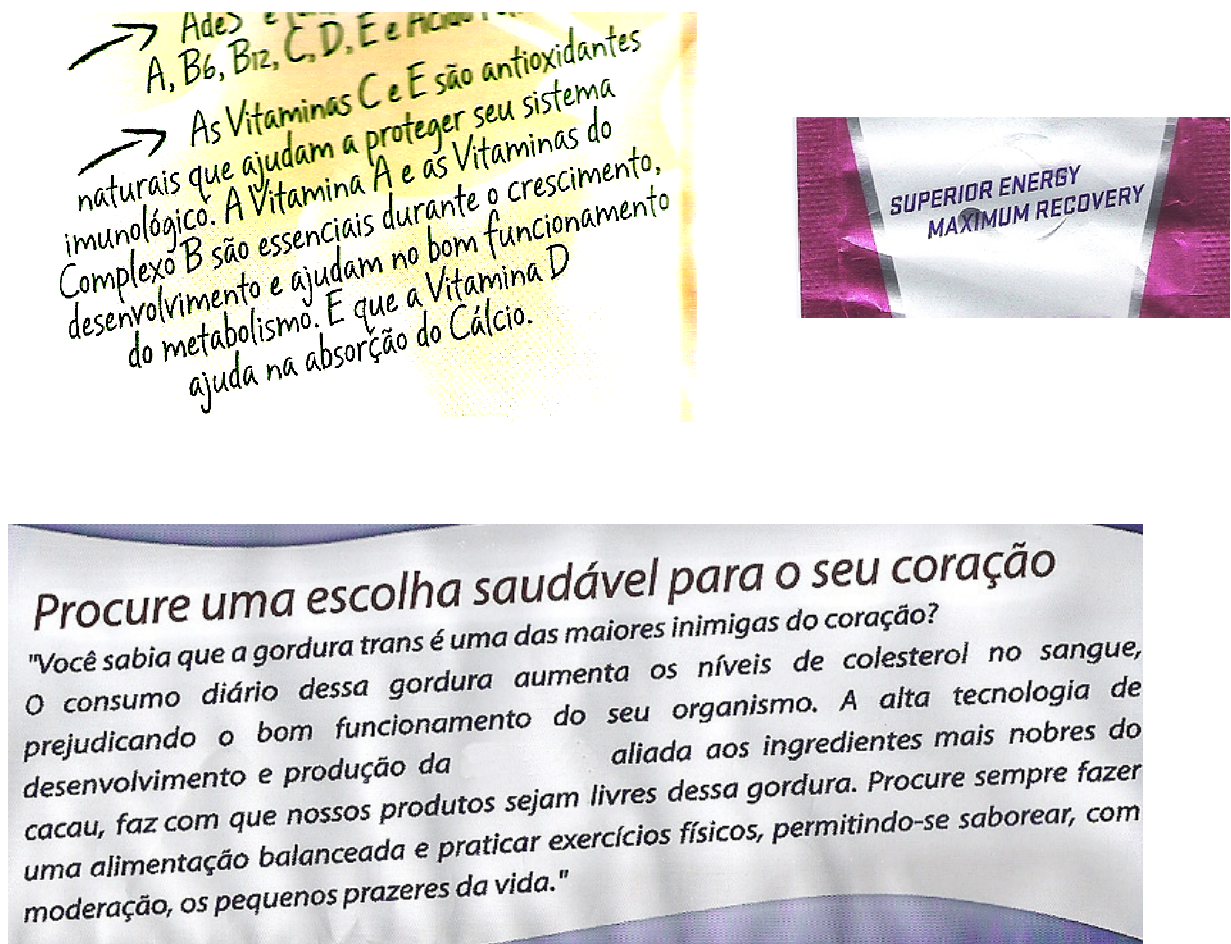 AdeS e
A, B6, B12, C, D, E e
As Vitaminas C e E são antioxidantes
naturais que ajudam a proteger seu sistema
imunológico. A Vitamina A e as Vitaminas do
Complexo B são essenciais durante o crescimento,
desenvolvimento e ajudam no bom funcionamento
do metabolismo. E que a Vitamina D
ajuda na absorção do Cálcio.
SUPERIOR ENERGY
MAXIMUM RECOVERY
Procure uma escolha saudável para o seu coração
"Você sabia que a gordura trans é uma das maiores inimigas do coração?
O consumo diário dessa gordura aumenta os níveis de colesterol no sangue,
prejudicando o bom funcionamento do seu organismo. A alta tecnologia de
desenvolvimento e produção da aliada aos ingredientes mais nobres do
cacau, faz com que nossos produtos sejam livres dessa gordura. Procure sempre fazer
uma alimentação balanceada e praticar exercícios físicos, permitindo-se saborear, com
moderação, os pequenos prazeres da vida."